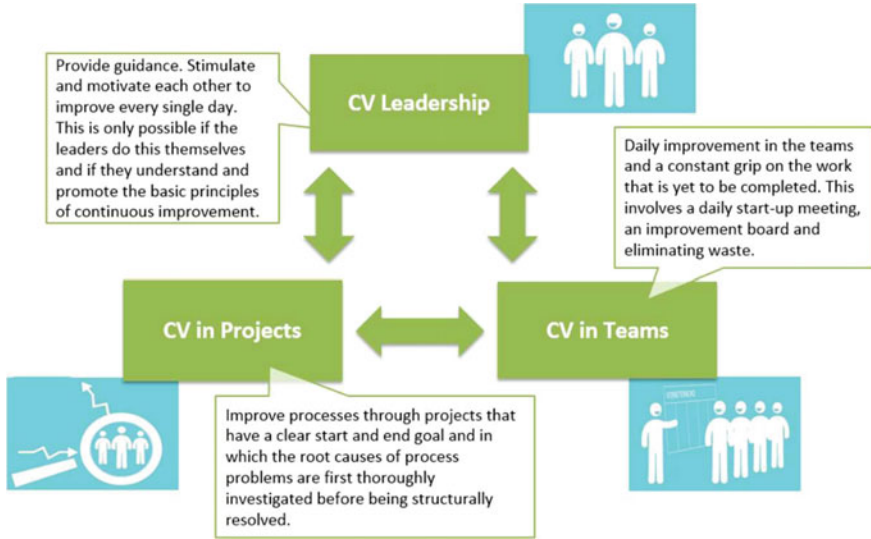 Provide guidance. Stimulate
and motivate each other to
improve every single day.
This is only possible if the
leaders do this themselves
and if they understand and
promote the basic principles
of continuous improvement.
CV Leadership
Daily improvement in the teams
and a constant grip on the work
that is yet to be completed. This
involves a daily start-up meeting,
an improvement board and
eliminating waste.
CV in Projects
CV in Teams
Improve processes through projects that
have a clear start and end goal and in
which the root causes of process
problems are first thoroughly
investigated before being structurally
resolved.